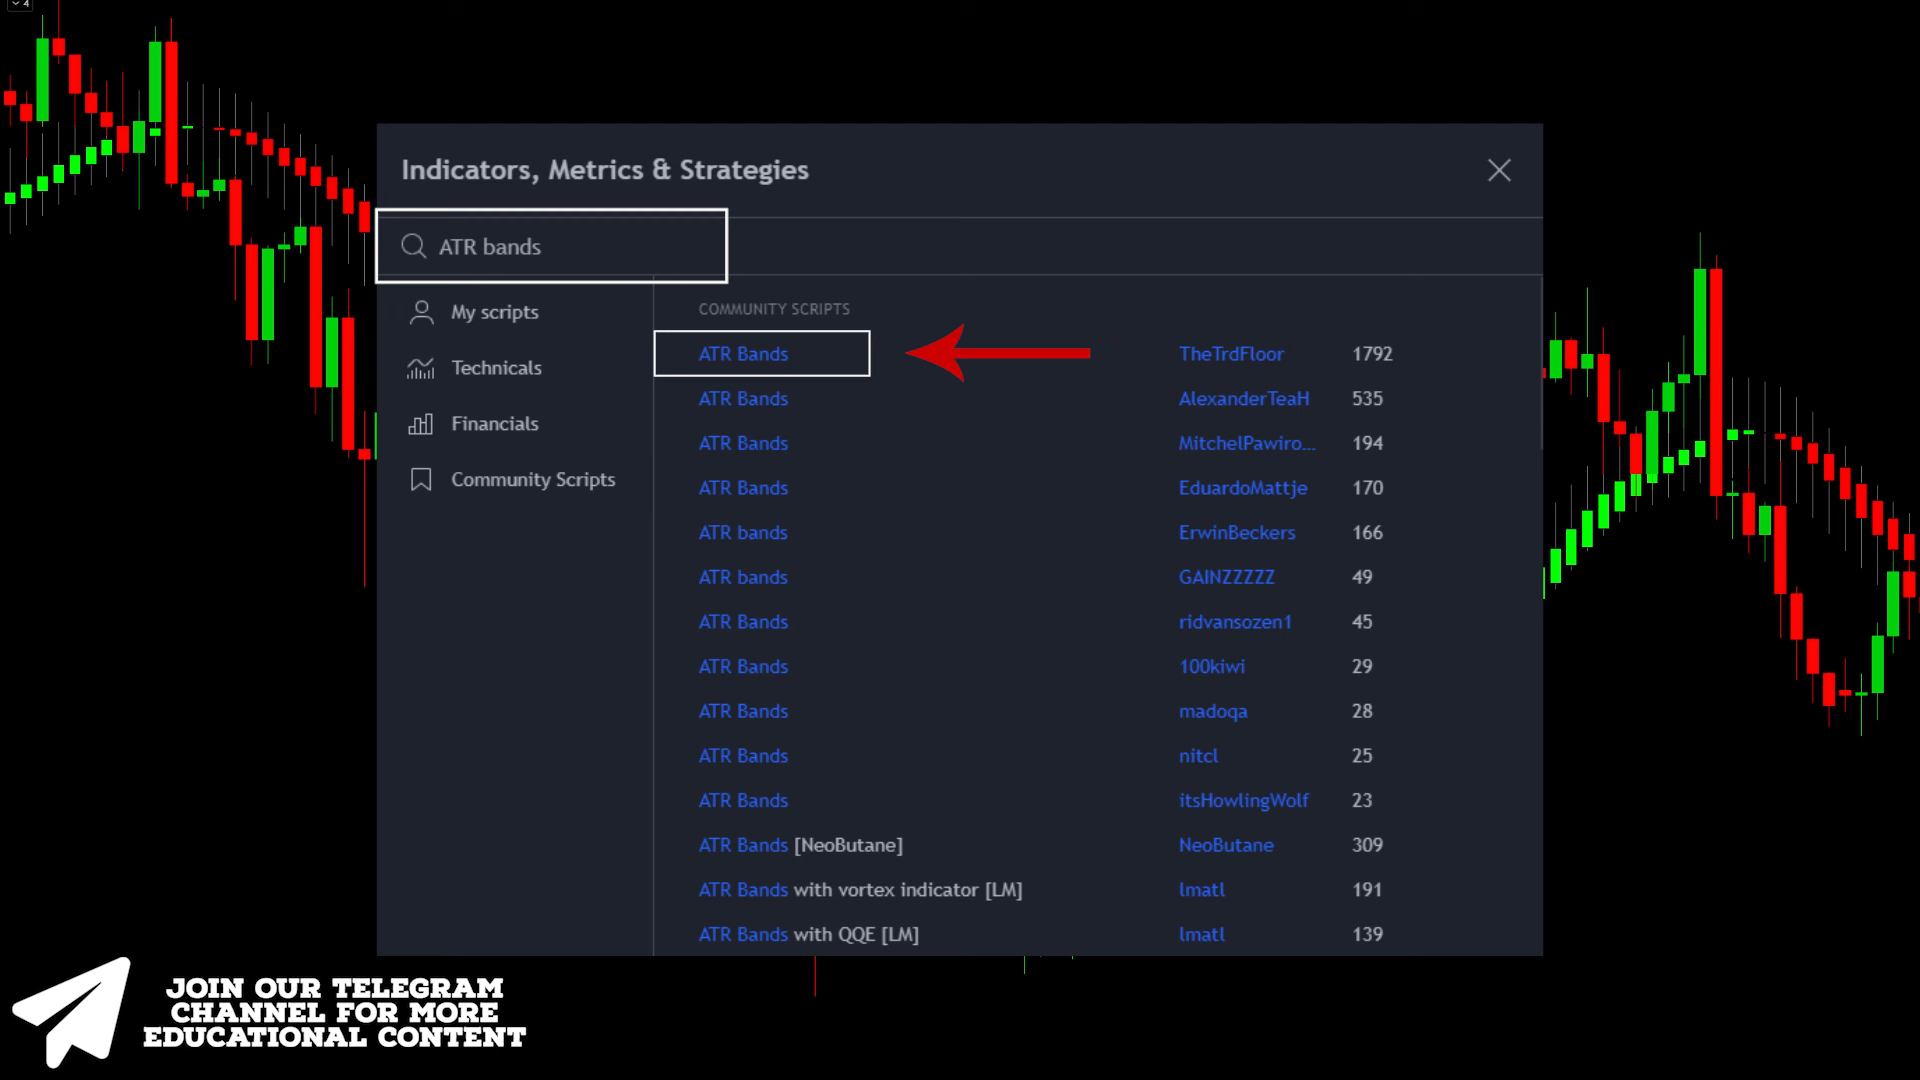 4
Indicators, Metrics & Strategies
ATR bands
My scripts
Technicals
Financials
Community Scripts
COMMUNITY SCRIPTS
ATR Bands TheTrdFloor 1792
ATR Bands AlexanderTeaH 535
ATR Bands MitchelPawiro... 194
ATR Bands EduardoMattje 170
ATR bands ErwinBeckers 166
ATR bands GAINZZZZZ 49
ATR Bands ridvansozen1 45
ATR Bands 100kiwi 29
ATR Bands madoqa 28
ATR Bands nitcl 25
ATR Bands itsHowlingWolf 23
ATR Bands [NeoButane] NeoButane 309
ATR Bands with vortex indicator [LM] lmatl 191
ATR Bands with QQE [LM] lmatl 139
JOIN OUR TELEGRAM
CHANNEL FOR MORE
EDUCATIONAL CONTENT